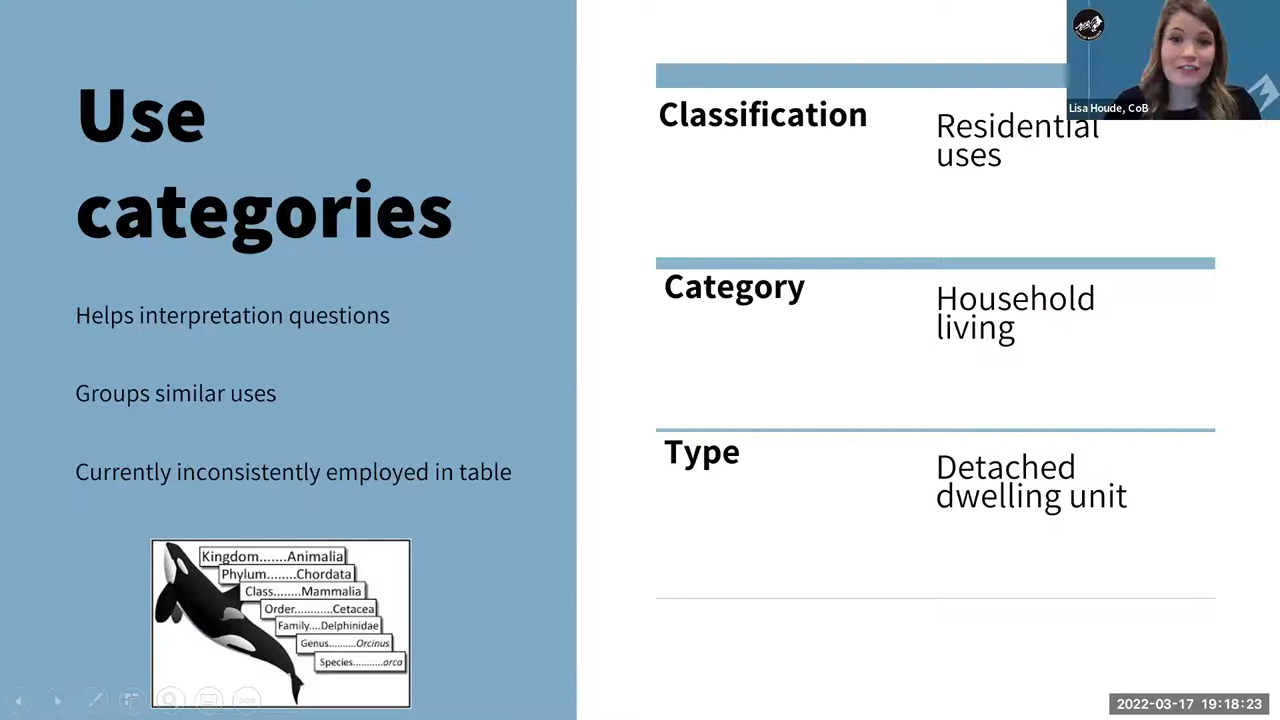 Use
categories
Helps interpretation questions
Groups similar uses
Currently inconsistently employed in table
Kingdom.......Animalia
Phylum........Chordata
Class........Mammalia
Order............Cetacea
Family....Delphinidae
Genus..........Orcinus
Species...........orca
Classification
Residential
uses
Category
Household
living
Type
Detached
dwelling unit
Lisa Houde, CoB
2022-03-17 19:18:23